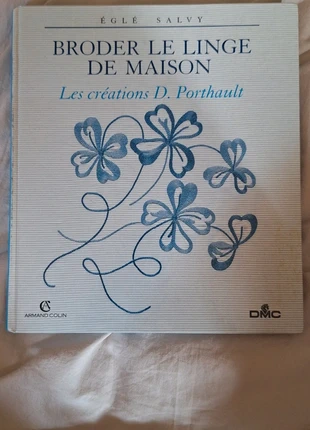 ÉGLÉ SALVY
BRODER LE LINGE
DE MAISON
Les créations D. Porthault
ARMAND COLIN
DMC